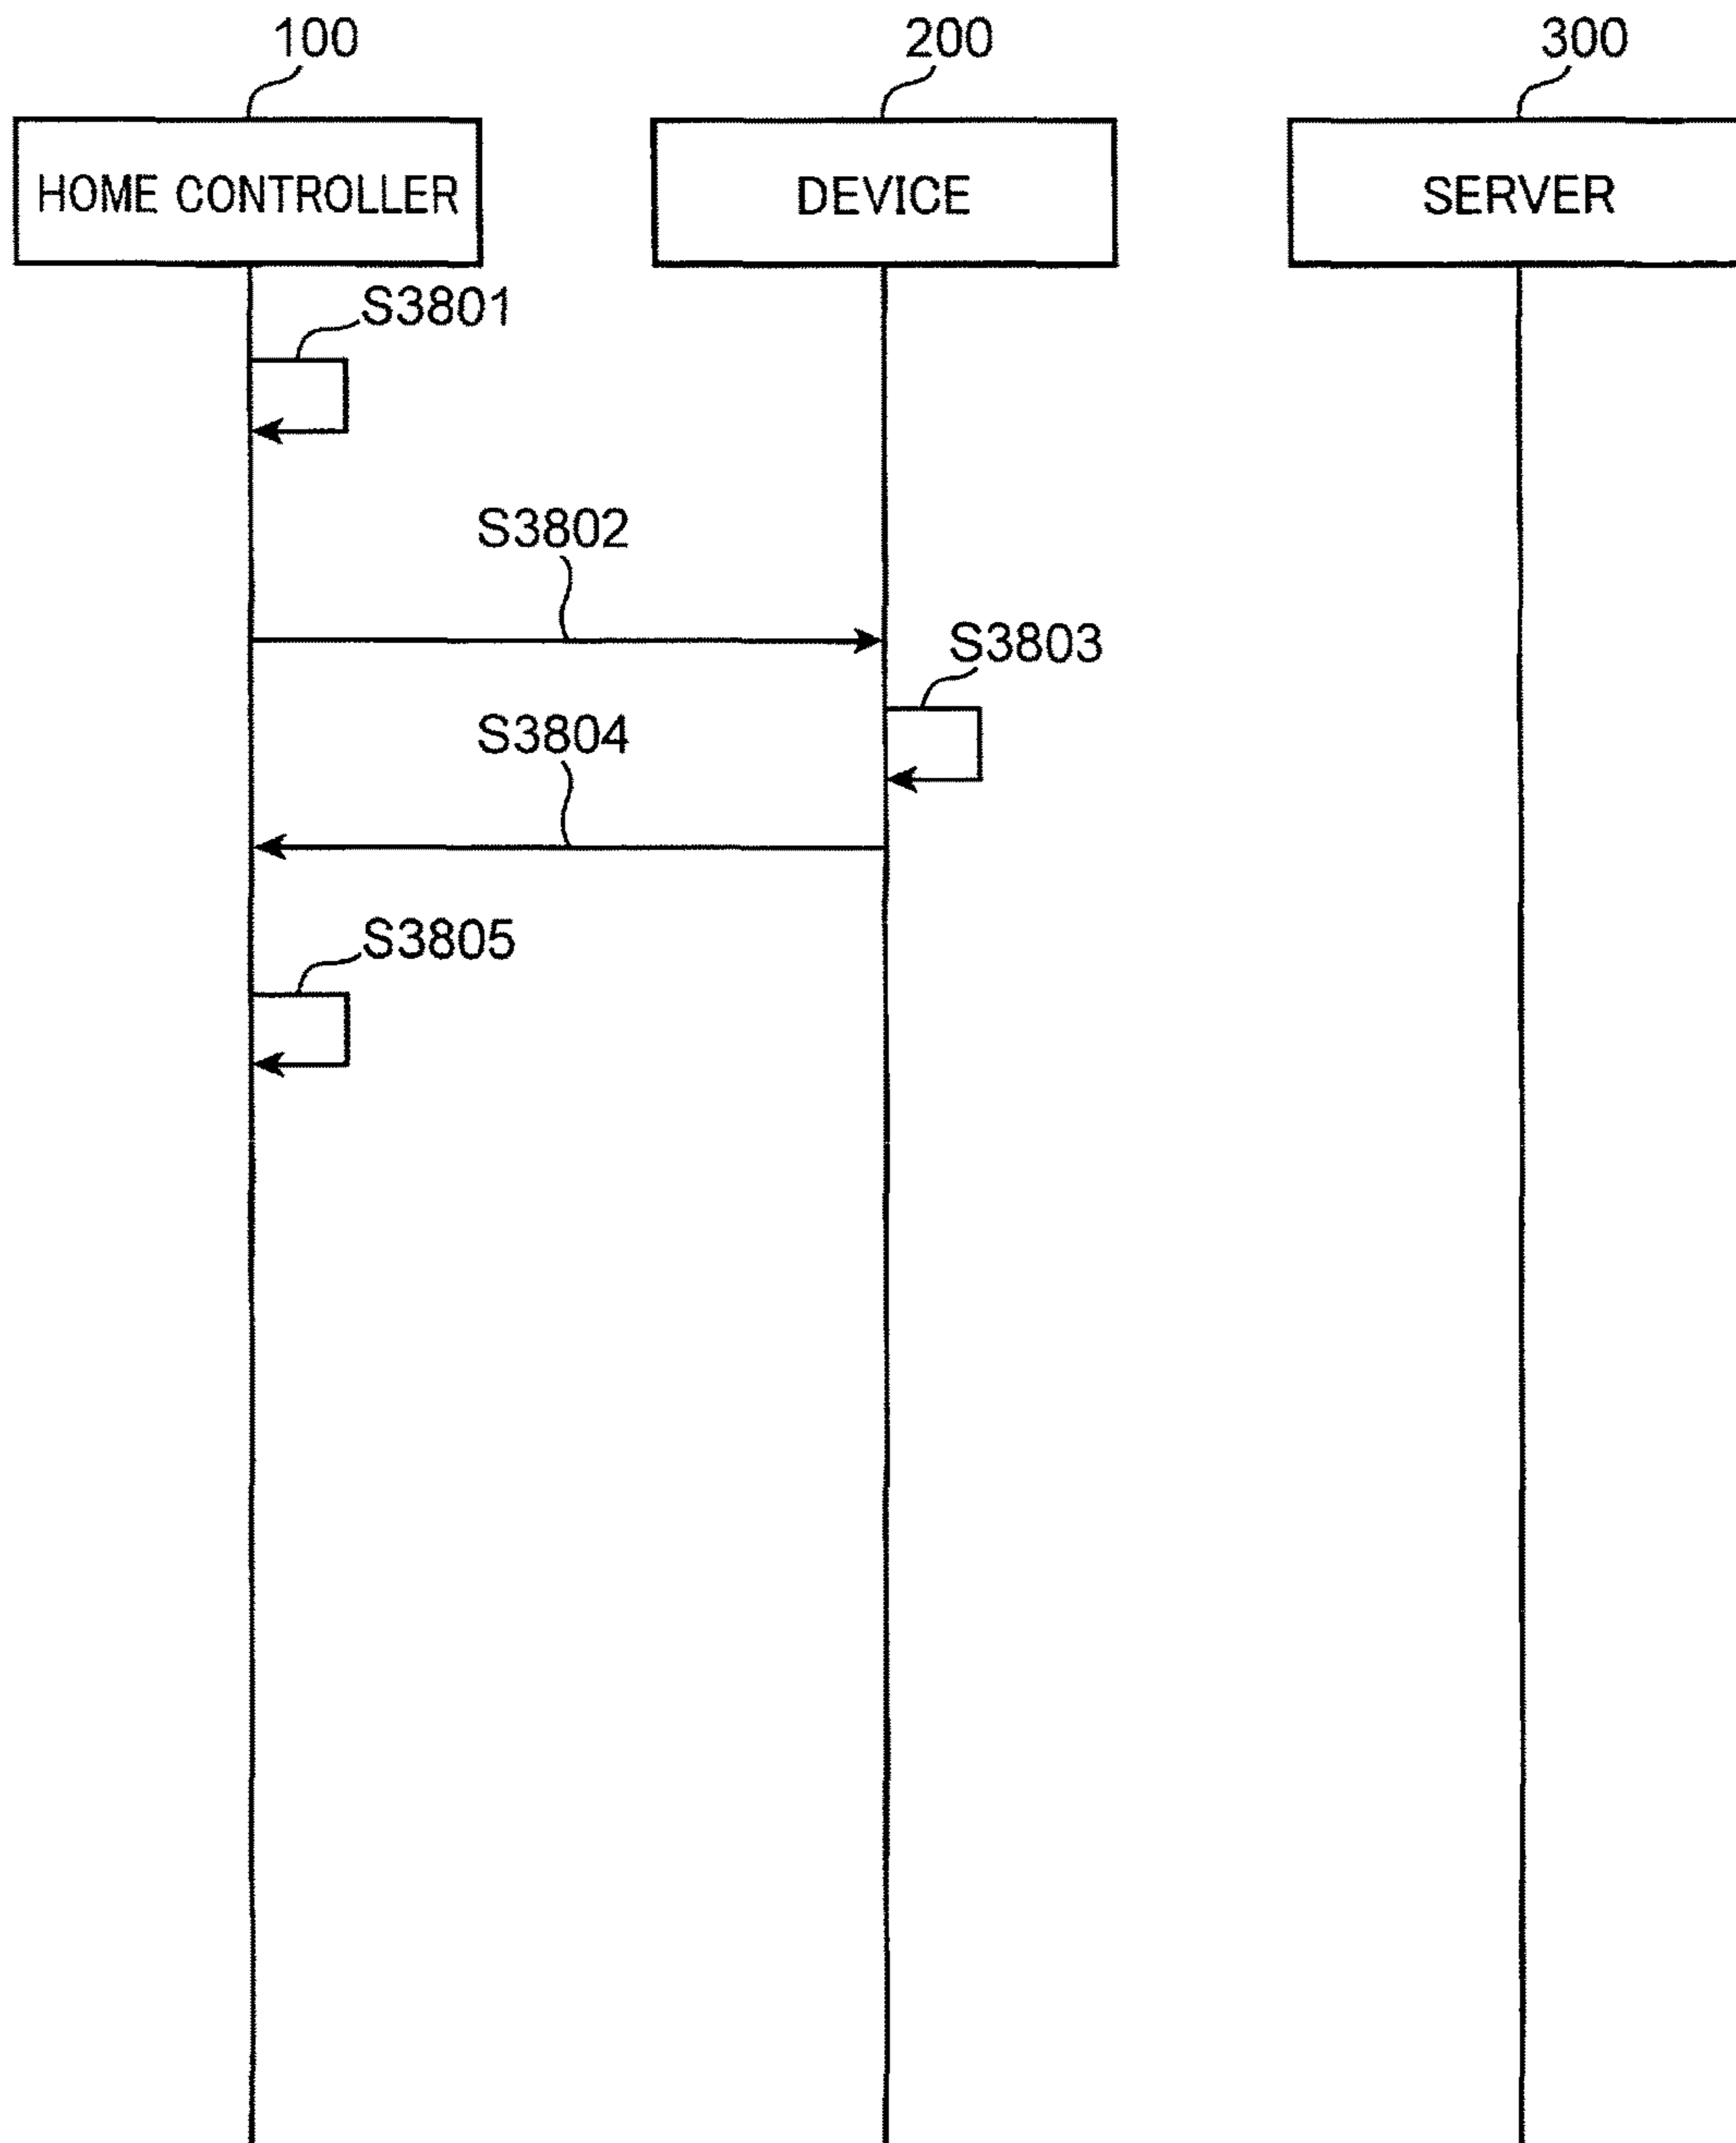 100
200
300
HOME CONTROLLER
DEVICE
SERVER
S3801
S3802
S3803
S3804
S3805